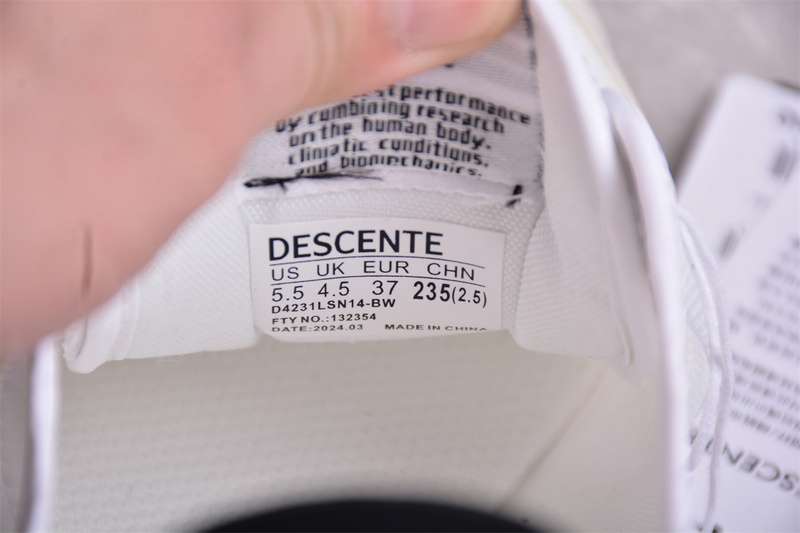 performance
by combining research
on the human body,
climatic conditions,
and biomechanics.
DESCENTE
US UK EUR CHN
5.5 4.5 37 235(2.5)
D4231LSN14-BW
FTY NO.:132354
DATE:2024.03 MADE IN CHINA